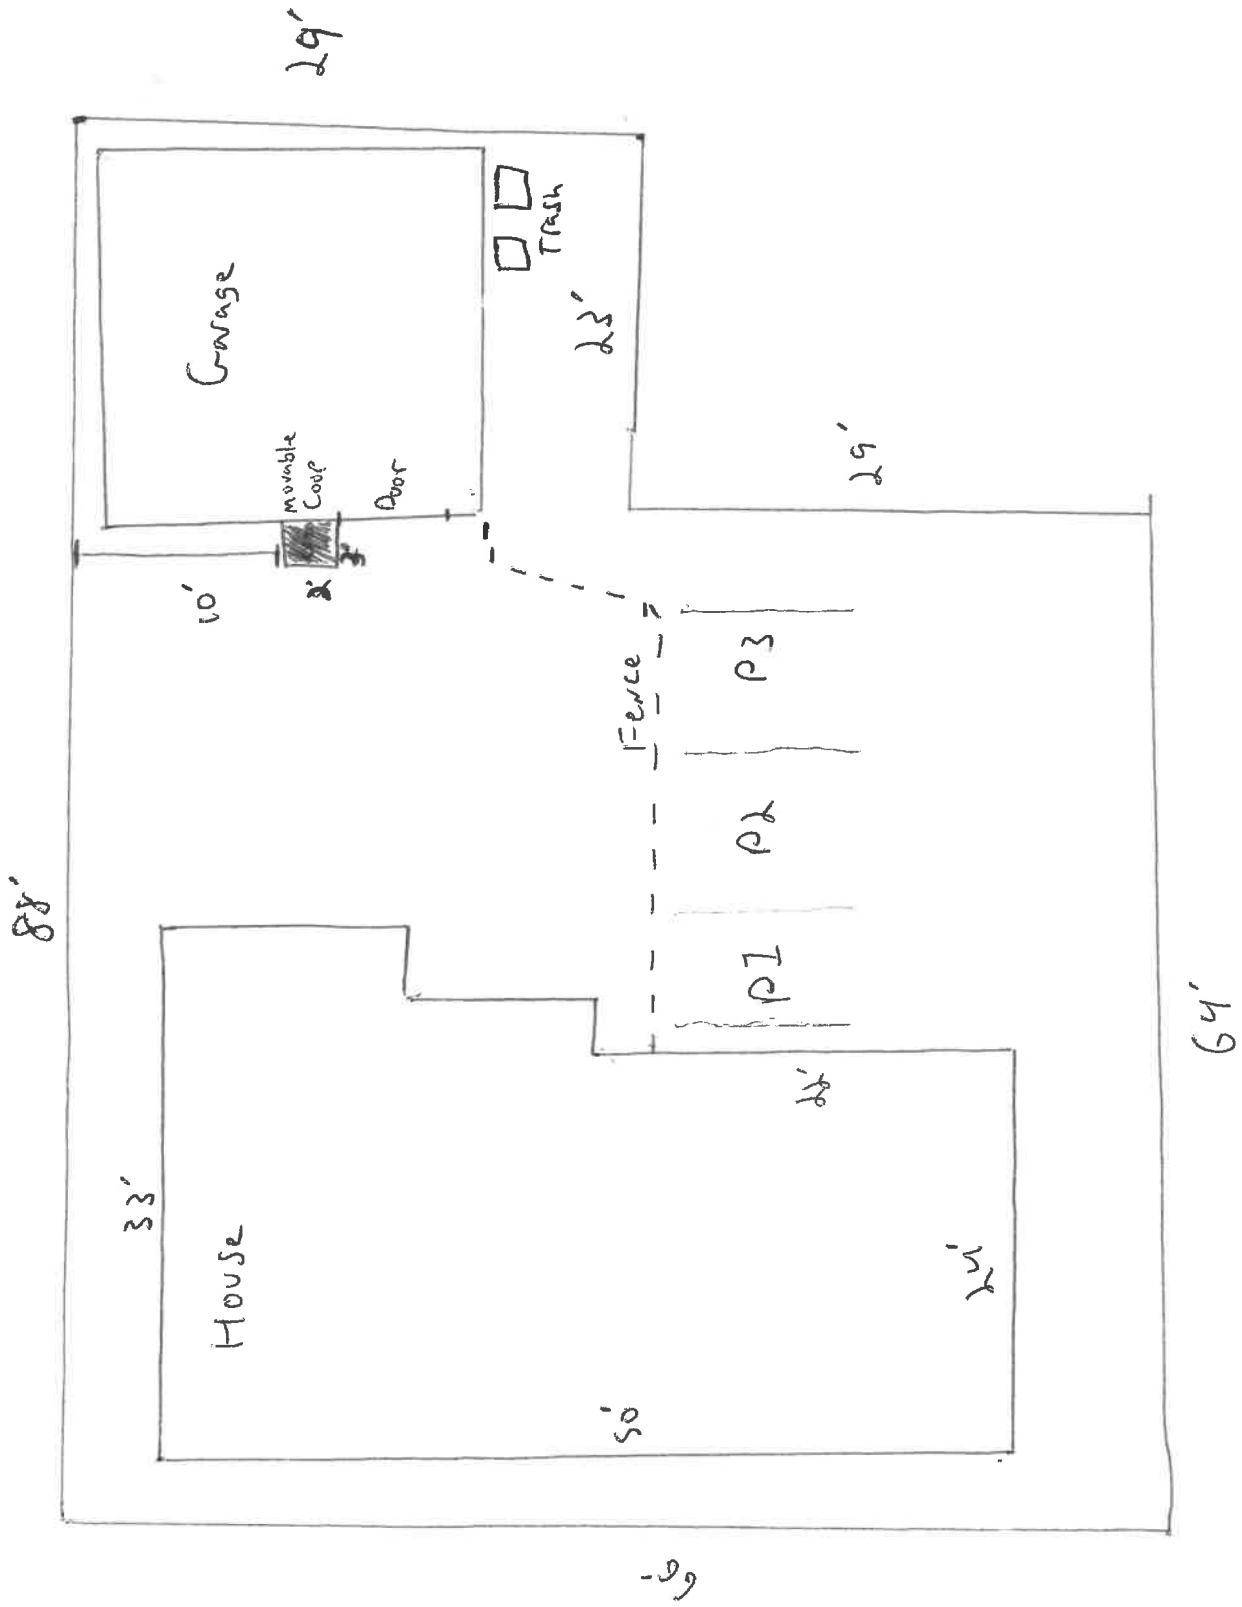 88'
29'
House
33'
50'
24'
22'
10'
movable
Coop
2'
3'
Door
Garage
Trash
23'
Fence
P1
P2
P3
29'
64'